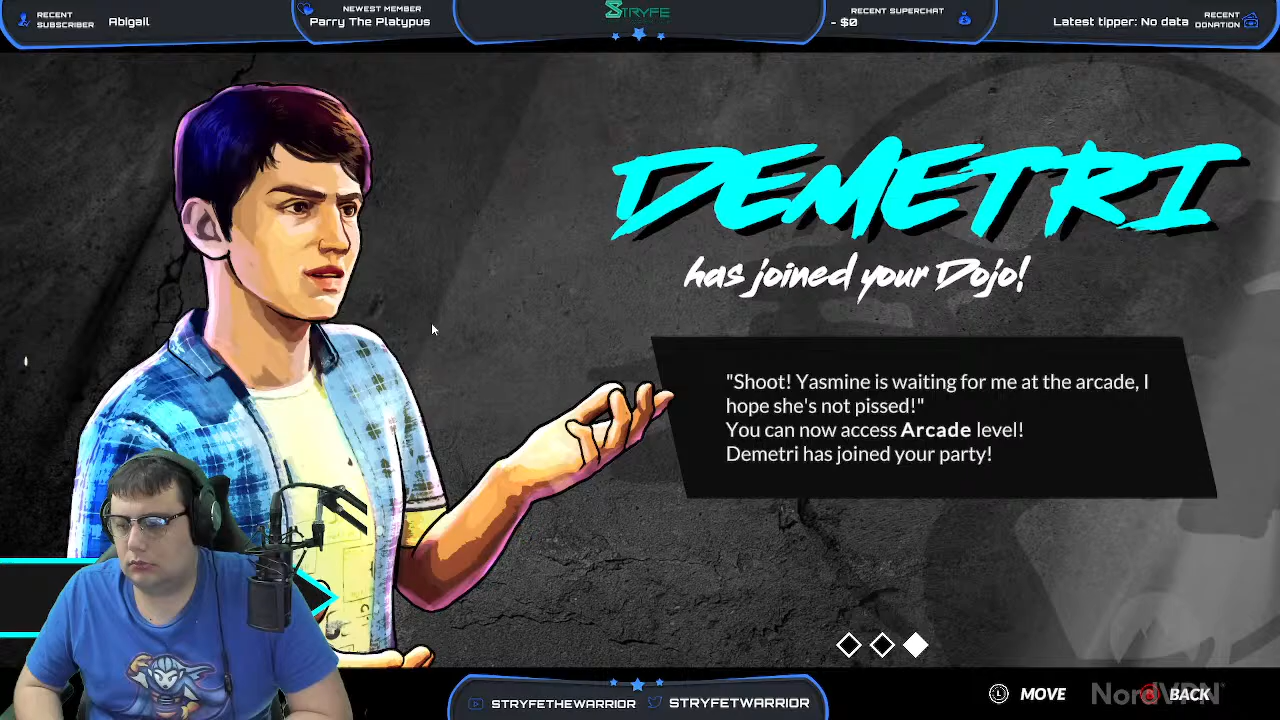 RECENT
SUBSCRIBER
Abigail
NEWEST MEMBER
Parry The Platypus
STRYFE
RECENT SUPERCHAT
- $0
Latest tipper: No data
RECENT
DONATION
DEMETRI
has joined your Dojo!
"Shoot! Yasmine is waiting for me at the arcade, I
hope she's not pissed!"
You can now access Arcade level!
Demetri has joined your party!
STRYFETHEWARRIOR
STRYFETWARRIOR
L MOVE
BACK
NordVPN